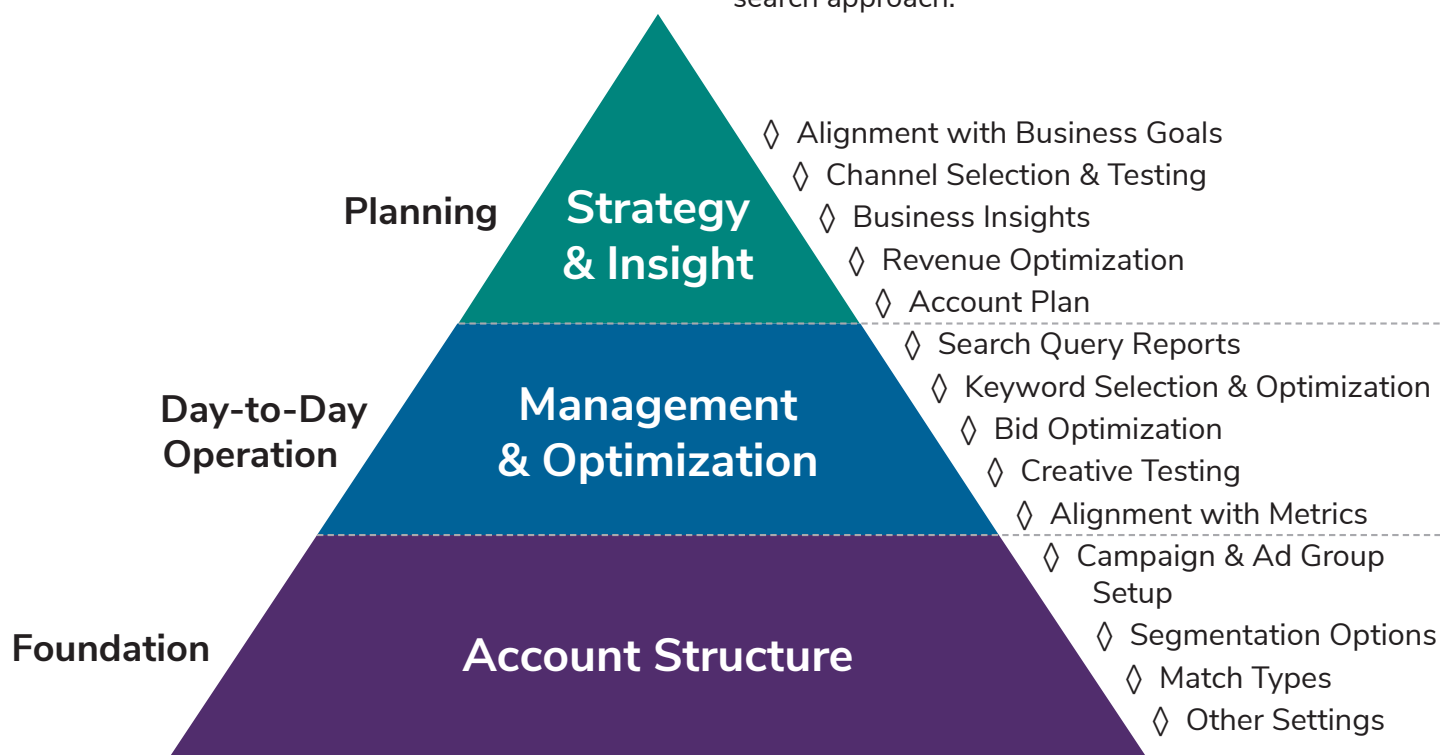 search approach.
◊ Alignment with Business Goals
◊ Channel Selection & Testing
Planning
Strategy
& Insight
◊ Business Insights
◊ Revenue Optimization
◊ Account Plan
◊ Search Query Reports
◊ Keyword Selection & Optimization
Day-to-Day
Operation
Management
& Optimization
◊ Bid Optimization
◊ Creative Testing
◊ Alignment with Metrics
◊ Campaign & Ad Group
Setup
Foundation
Account Structure
◊ Segmentation Options
◊ Match Types
◊ Other Settings